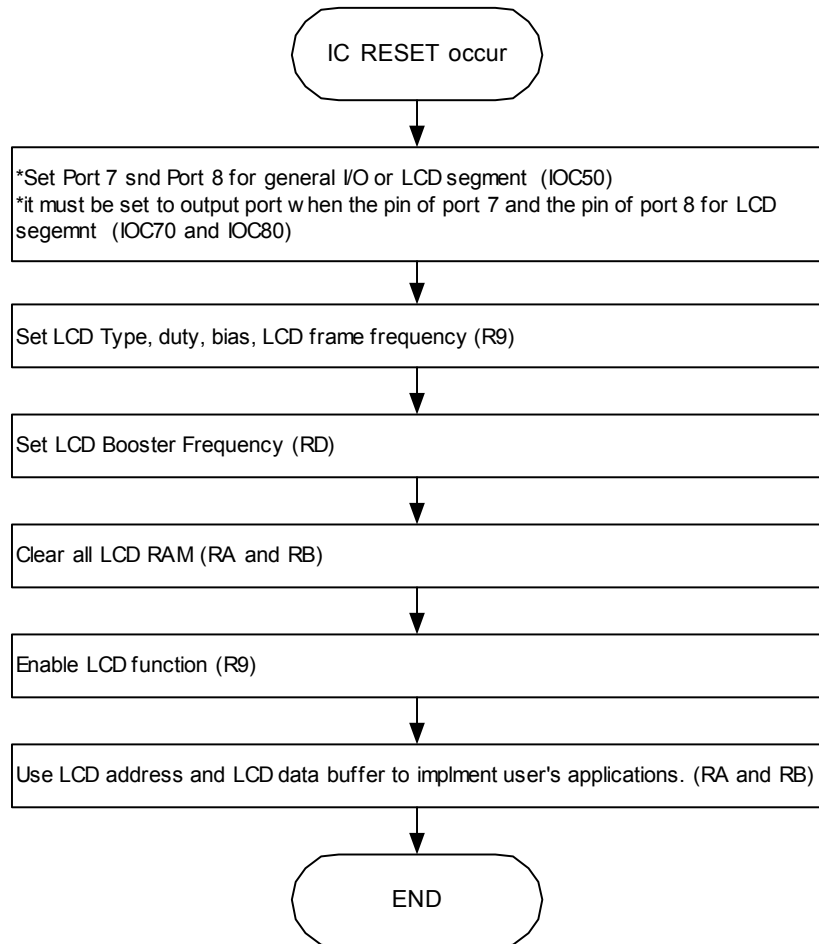 IC RESET occur
*Set Port 7 snd Port 8 for general I/O or LCD segment (IOC50)
*it must be set to output port when the pin of port 7 and the pin of port 8 for LCD
segemnt (IOC70 and IOC80)
Set LCD Type, duty, bias, LCD frame frequency (R9)
Set LCD Booster Frequency (RD)
Clear all LCD RAM (RA and RB)
Enable LCD function (R9)
Use LCD address and LCD data buffer to implment user's applications. (RA and RB)
END